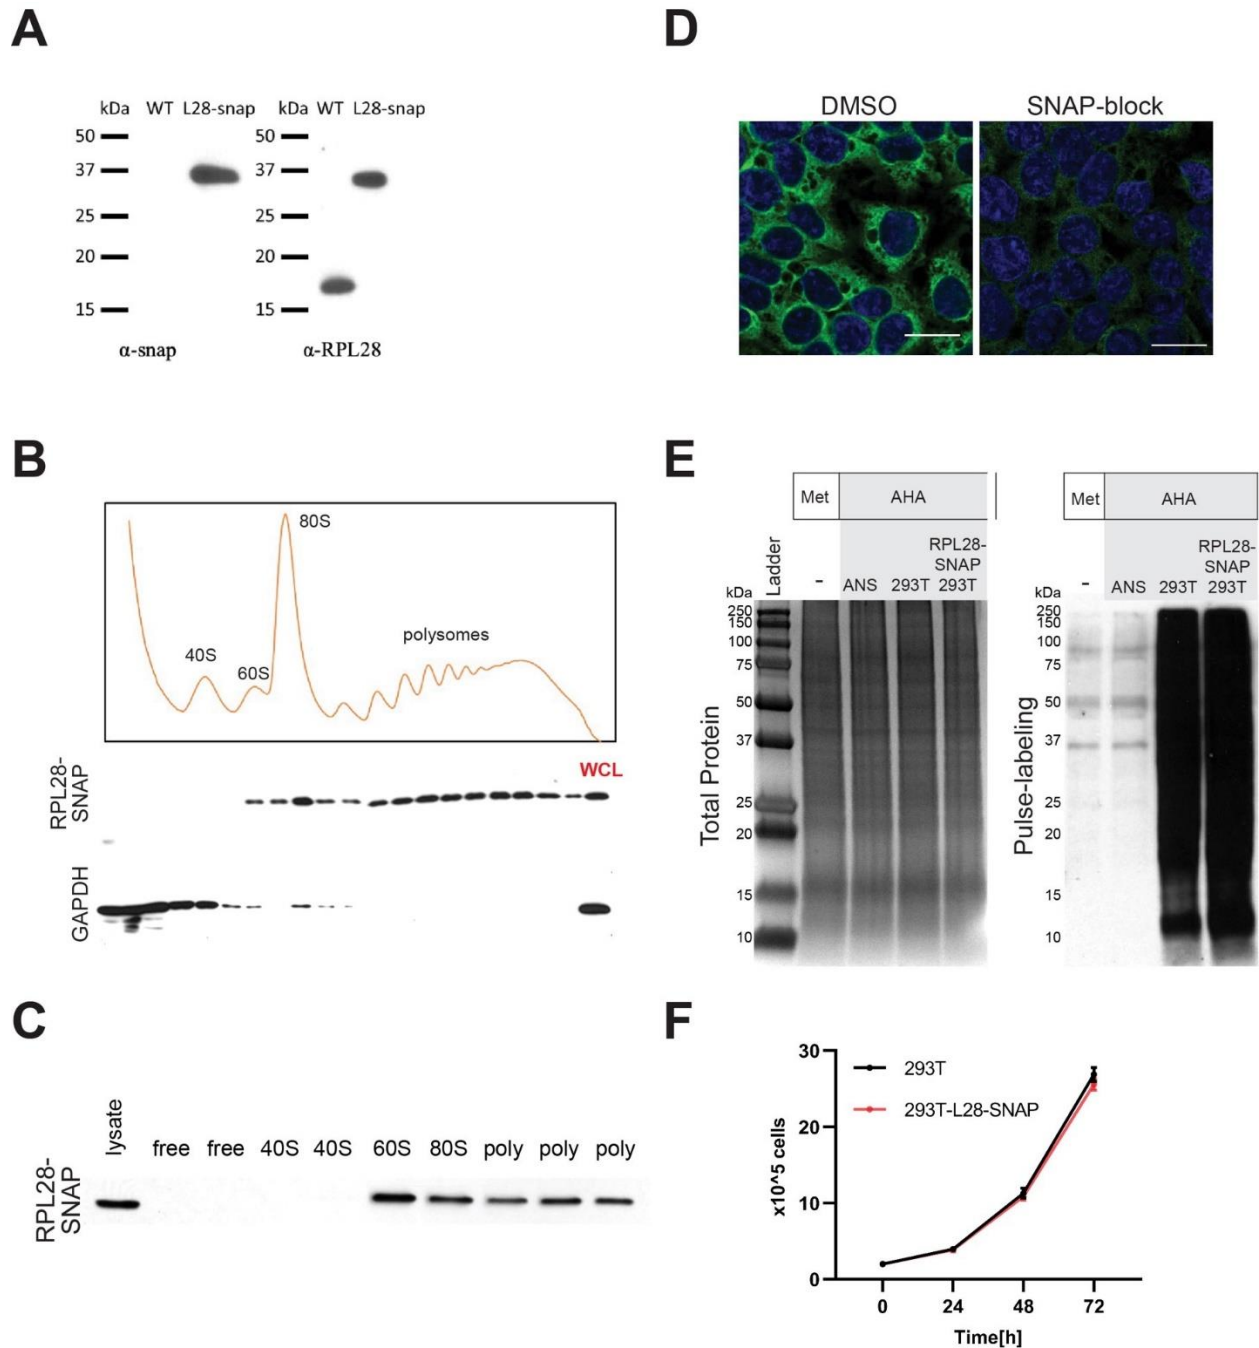 A
kDa WT L28-snap kDa WT L28-snap
50 50
37 37
25 25
20 20
15 15
α-snap α-RPL28
B
80S
40S
60S
polysomes
WCL
RPL28-
SNAP
GAPDH
C
RPL28-
SNAP
lysate free free 40S 40S 60S 80S poly poly poly
D
DMSO SNAP-block
E
Met AHA
Ladder
RPL28-
SNAP
- ANS 293T 293T
kDa
250
150
100
75
50
37
25
20
15
10
Total Protein
Met AHA
RPL28-
SNAP
- ANS 293T 293T
kDa
250
150
100
75
50
37
25
20
15
10
Pulse-labeling
F
30
20
10
0
x10^5 cells
293T
293T-L28-SNAP
0 24 48 72
Time[h]